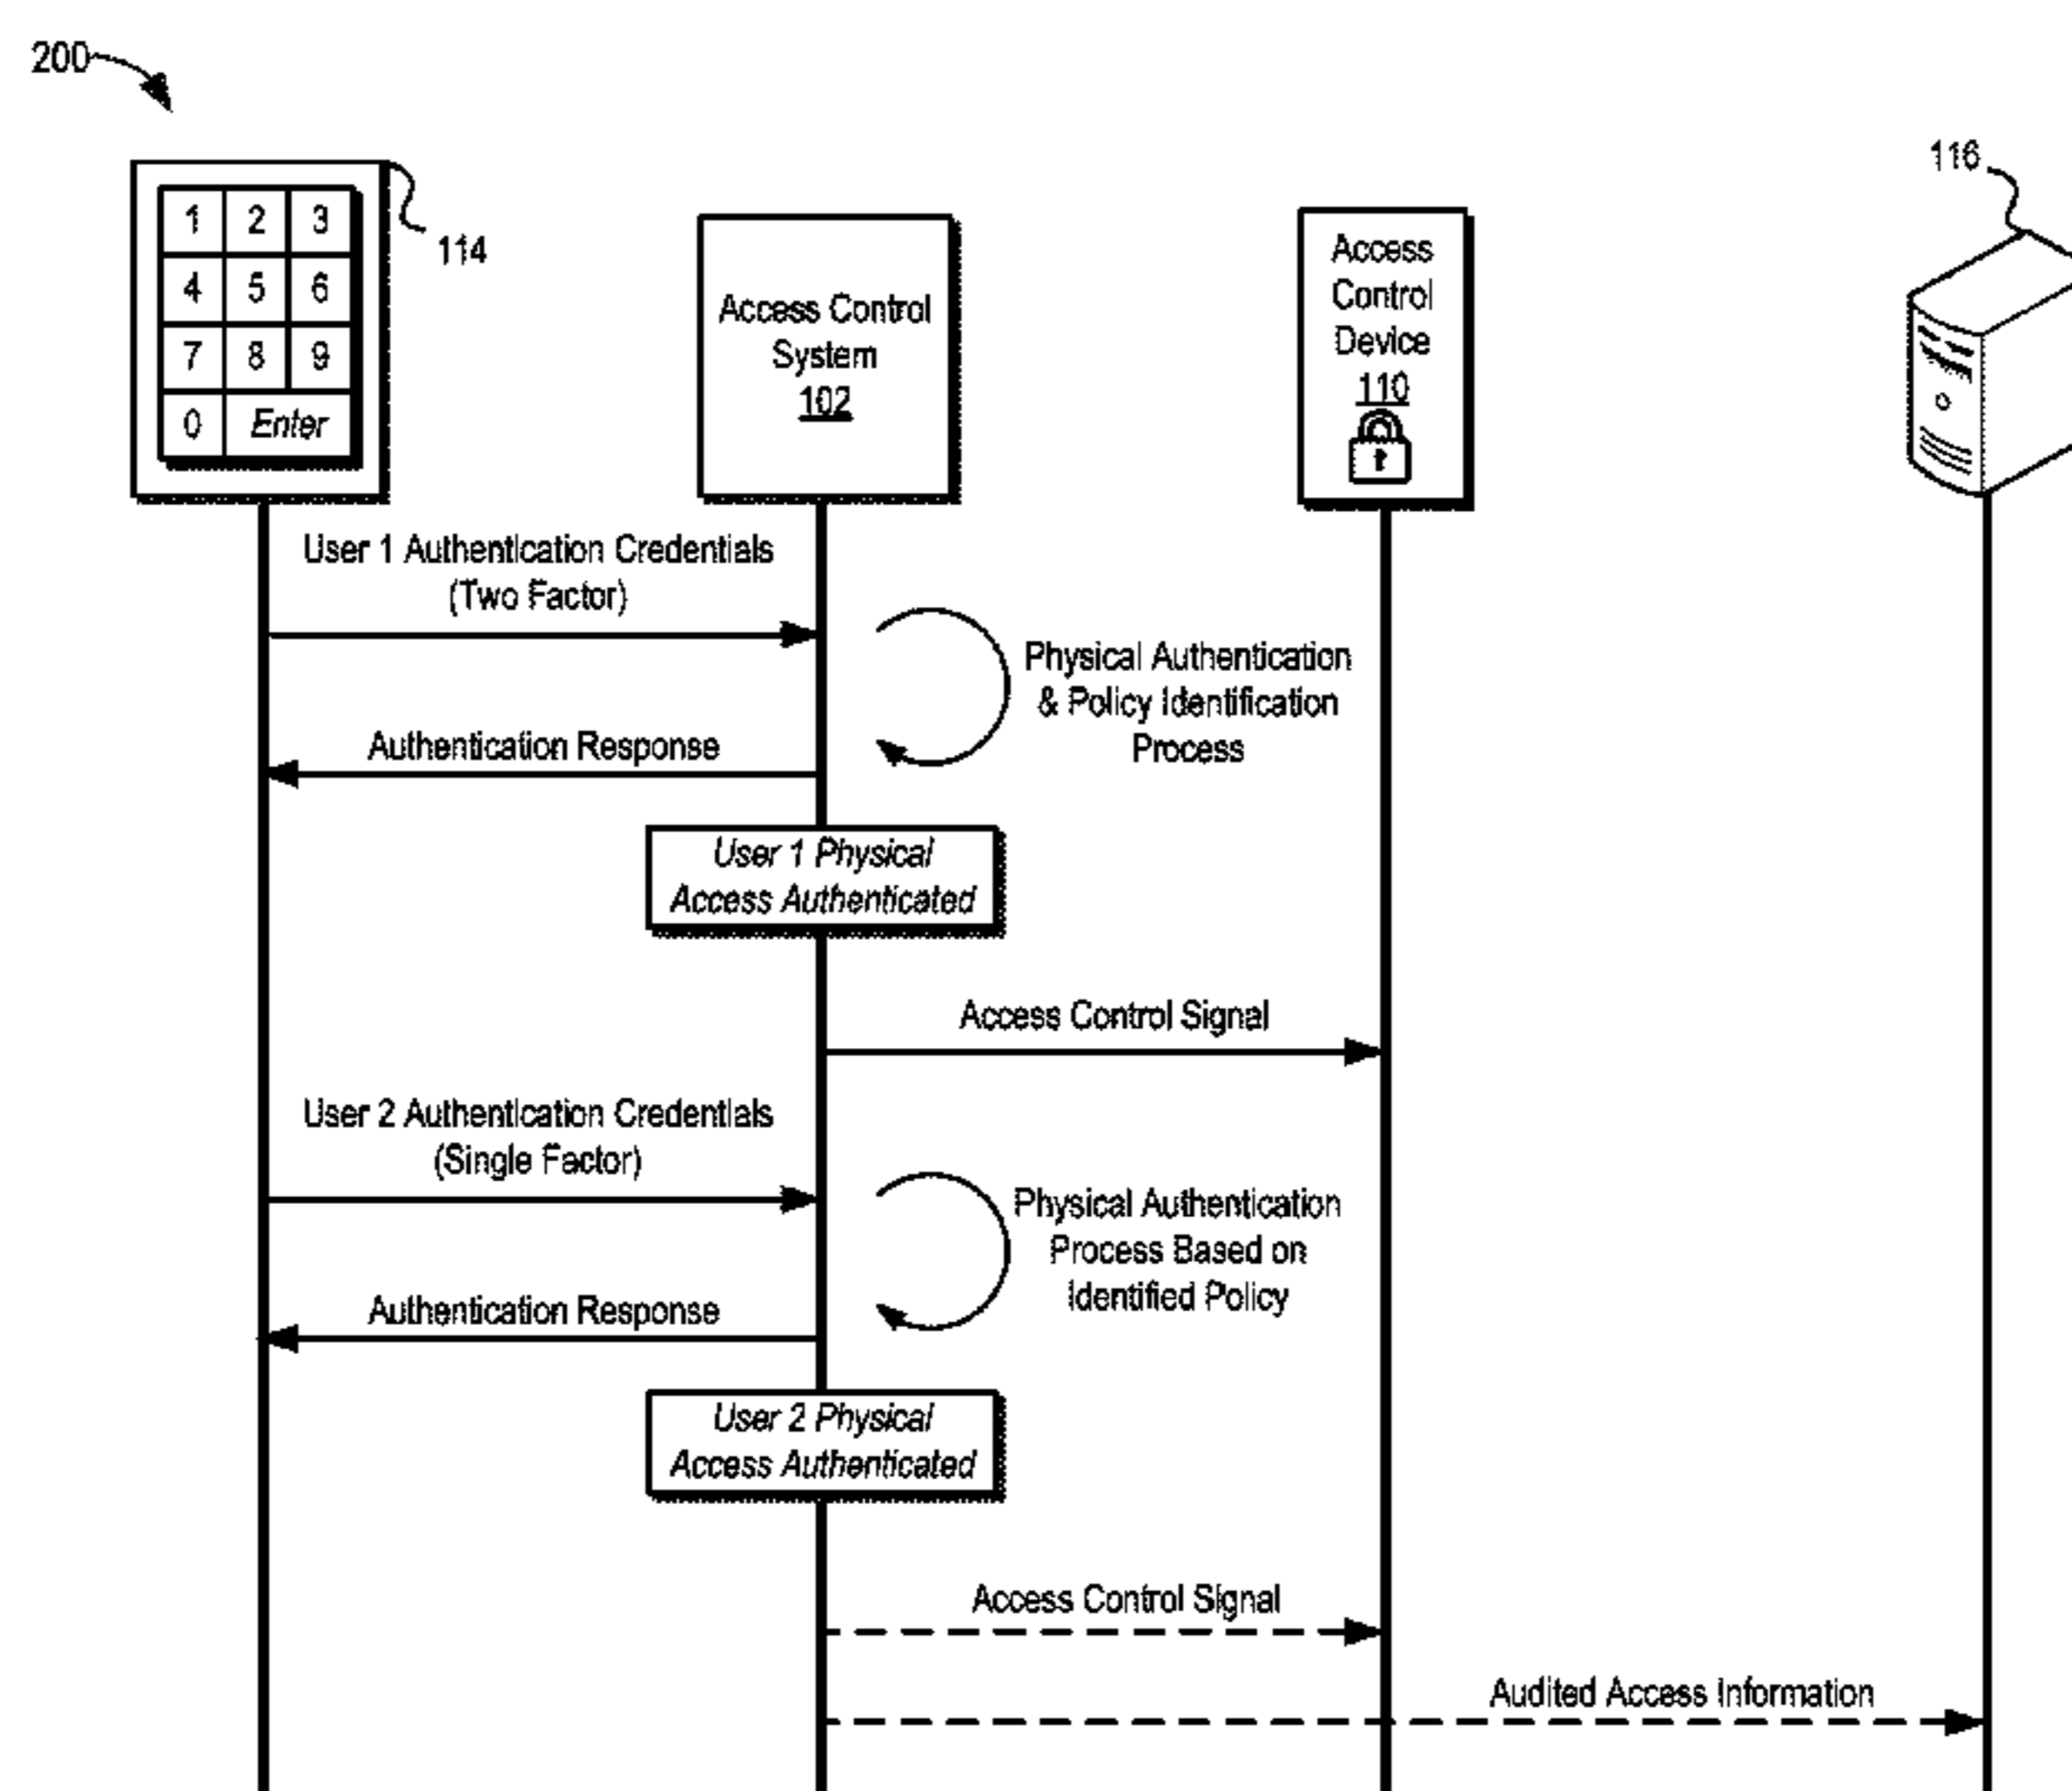 200
116
1 2 3
114
4 5 6
7 8 9
0 Enter
Access Control
System
102
Access
Control
Device
110
User 1 Authentication Credentials
(Two Factor)
Physical Authentication
& Policy Identification
Process
Authentication Response
User 1 Physical
Access Authenticated
Access Control Signal
User 2 Authentication Credentials
(Single Factor)
Physical Authentication
Process Based on
Identified Policy
Authentication Response
User 2 Physical
Access Authenticated
Access Control Signal
Audited Access Information